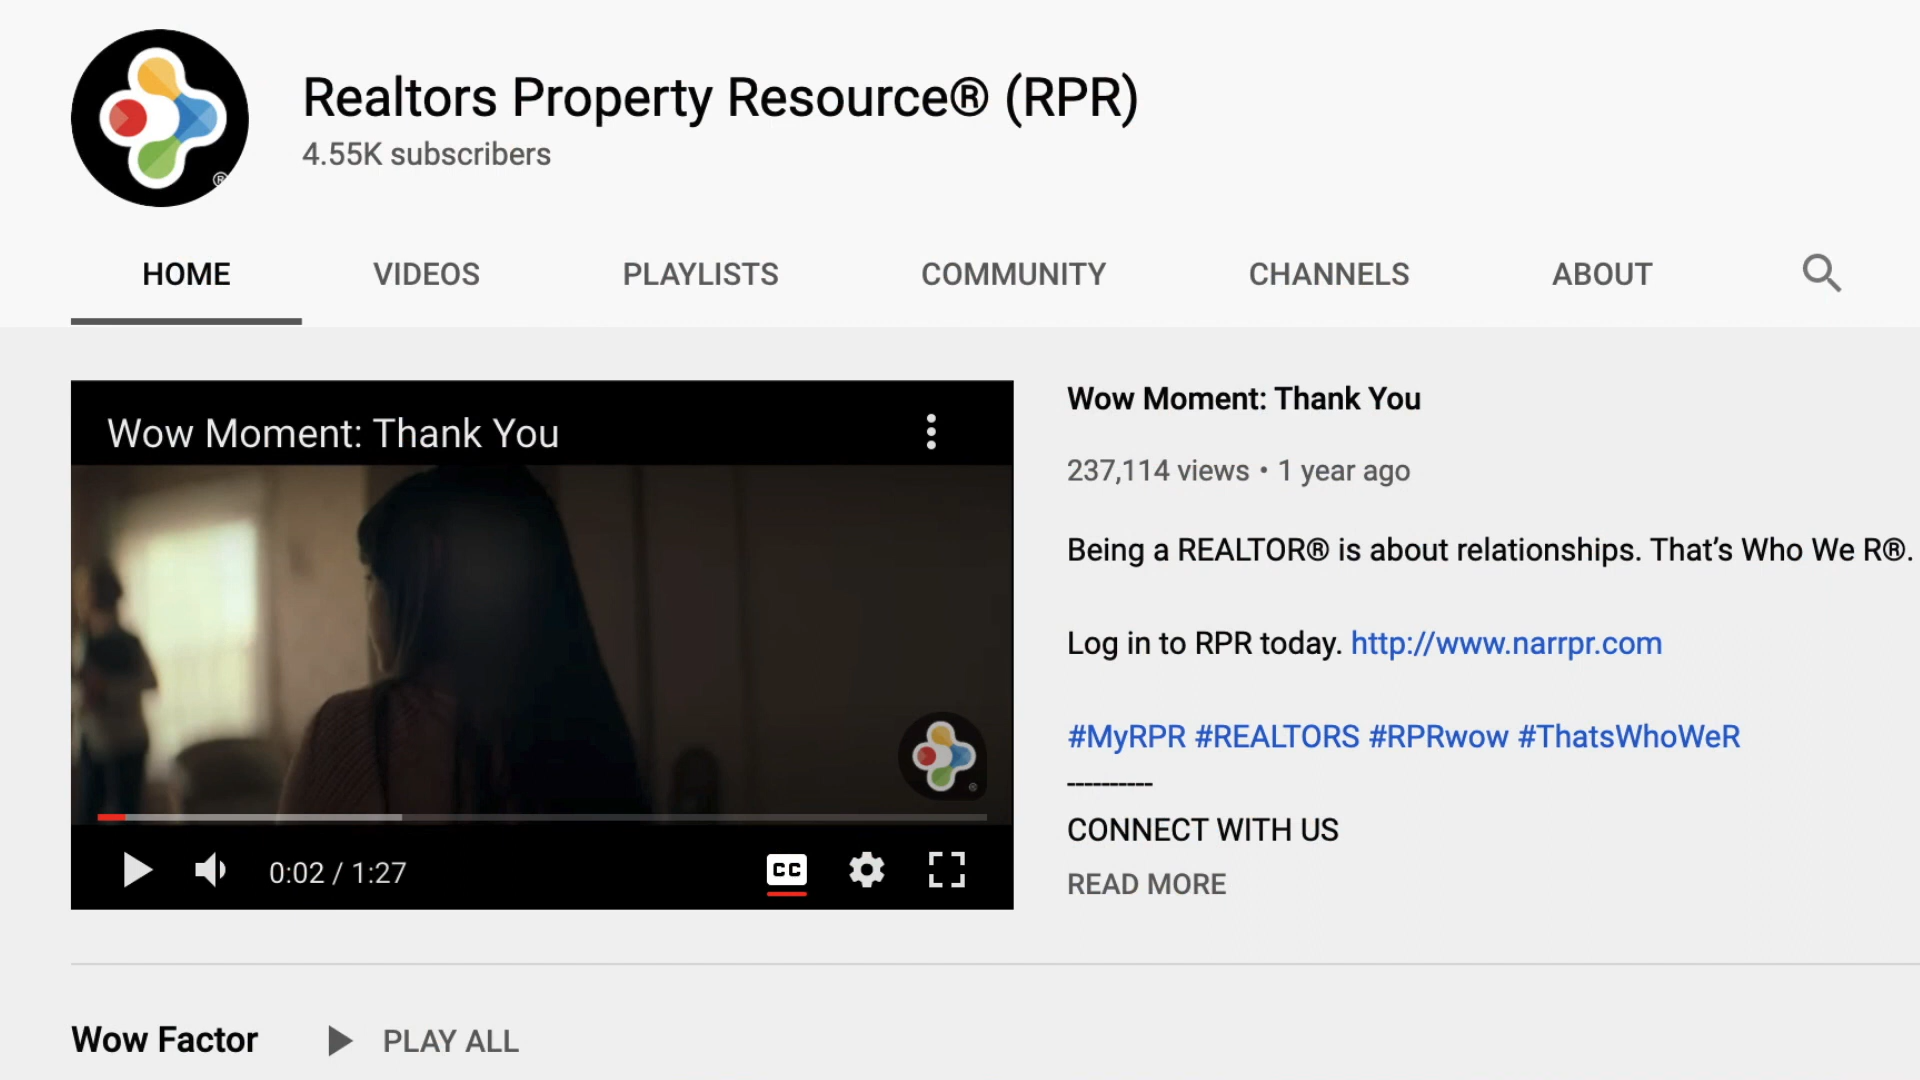 Realtors Property Resource® (RPR)
4.55K subscribers
HOME VIDEOS PLAYLISTS COMMUNITY CHANNELS ABOUT
Wow Moment: Thank You
0:02 / 1:27
CC
Wow Moment: Thank You
237,114 views • 1 year ago
Being a REALTOR® is about relationships. That’s Who We R®.
Log in to RPR today. http://www.narrpr.com
#MyRPR #REALTORS #RPRwow #ThatsWhoWeR
----------
CONNECT WITH US
READ MORE
Wow Factor PLAY ALL